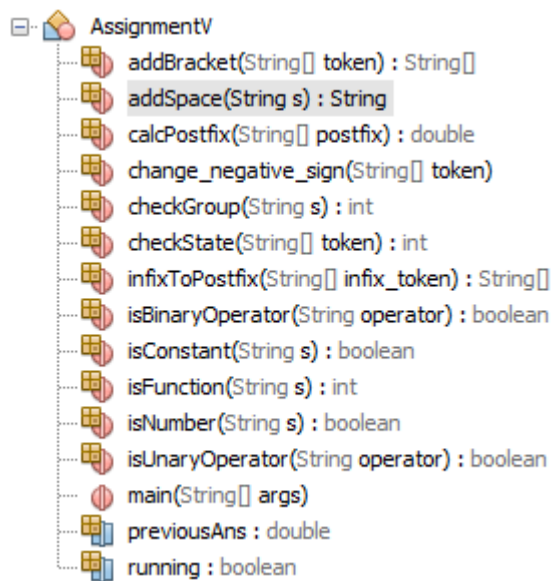 AssignmentV
addBracket(String[] token) : String[]
addSpace(String s) : String
calcPostfix(String[] postfix) : double
change_negative_sign(String[] token)
checkGroup(String s) : int
checkState(String[] token) : int
infixToPostfix(String[] infix_token) : String[]
isBinaryOperator(String operator) : boolean
isConstant(String s) : boolean
isFunction(String s) : int
isNumber(String s) : boolean
isUnaryOperator(String operator) : boolean
main(String[] args)
previousAns : double
running : boolean